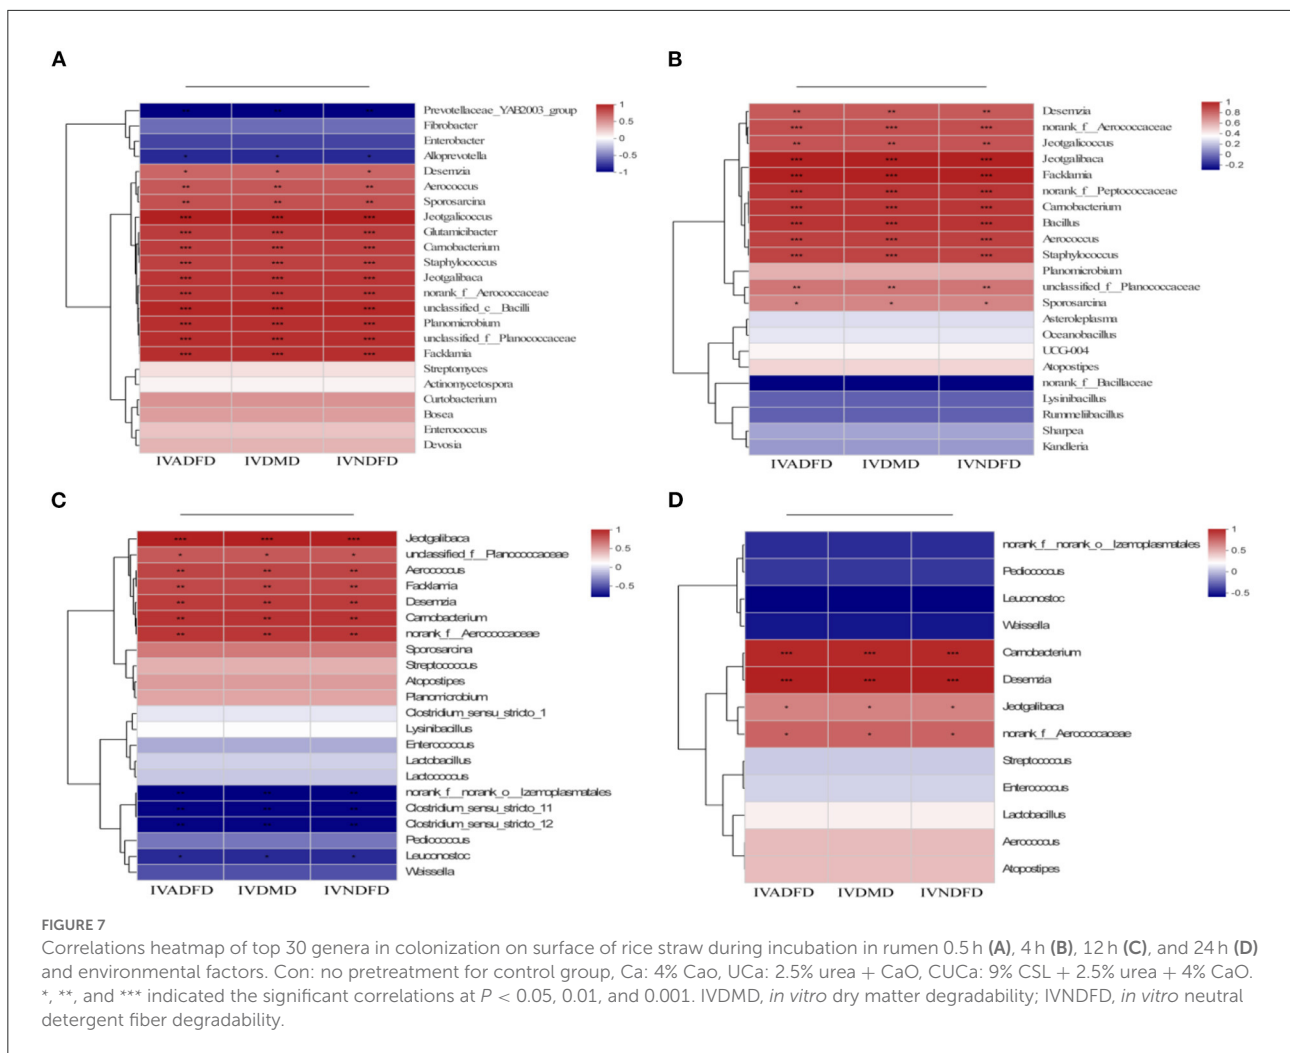 A
** ** **
Prevotellaceae_YAB2003_group
Fibrobacter
Enterobacter
* * * Alloprevotella
* * * Desemzia
** ** ** Aerococcus
** ** ** Sporosarcina
*** *** *** Jeotgalicoccus
*** *** *** Glutamicibacter
*** *** *** Carnobacterium
*** *** *** Staphylococcus
*** *** *** Jeotgalibaca
*** *** *** norank_f__Aerococcaceae
*** *** *** unclassified_c__Bacilli
*** *** *** Planomicrobium
*** *** *** unclassified_f__Planococcaceae
*** *** *** Facklamia
Streptomyces
Actinomycetospora
Curtobacterium
Bosea
Enterococcus
Devosia
IVADFD IVDMD IVNDFD
1
0.5
0
-0.5
-1
B
** ** ** Desemzia
*** *** *** norank_f__Aerococcaceae
** ** ** Jeotgalicoccus
*** *** *** Jeotgalibaca
*** *** *** Facklamia
*** *** *** norank_f__Peptococcaceae
*** *** *** Carnobacterium
*** *** *** Bacillus
*** *** *** Aerococcus
*** *** *** Staphylococcus
Planomicrobium
** ** ** unclassified_f__Planococcaceae
* * * Sporosarcina
Asteroleplasma
Oceanobacillus
UCG-004
Atopostipes
norank_f__Bacillaceae
Lysinibacillus
Rummeliibacillus
Sharpea
Kandleria
IVADFD IVDMD IVNDFD
1
0.8
0.6
0.4
0.2
0
-0.2
C
*** *** *** Jeotgalibaca
* * * unclassified_f__Planococcaceae
** ** ** Aerococcus
** ** ** Facklamia
** ** ** Desemzia
** ** ** Carnobacterium
** ** ** norank_f__Aerococcaceae
Sporosarcina
Streptococcus
Atopostipes
Planomicrobium
Clostridium_sensu_stricto_1
Lysinibacillus
Enterococcus
Lactobacillus
Lactococcus
norank_f__norank_o__Izemoplasmatales
Clostridium_sensu_stricto_11
Clostridium_sensu_stricto_12
Pediococcus
* * * Leuconostoc
Weissella
IVADFD IVDMD IVNDFD
1
0.5
0
-0.5
D
norank_f__norank_o__Izemoplasmatales
Pediococcus
Leuconostoc
Weissella
*** *** *** Carnobacterium
*** *** *** Desemzia
* * * Jeotgalibaca
* * * norank_f__Aerococcaceae
Streptococcus
Enterococcus
Lactobacillus
Aerococcus
Atopostipes
IVADFD IVDMD IVNDFD
1
0.5
0
-0.5
FIGURE 7
Correlations heatmap of top 30 genera in colonization on surface of rice straw during incubation in rumen 0.5 h (A), 4 h (B), 12 h (C), and 24 h (D)
and environmental factors. Con: no pretreatment for control group, Ca: 4% Cao, UCa: 2.5% urea + CaO, CUCa: 9% CSL + 2.5% urea + 4% CaO.
*, **, and *** indicated the significant correlations at P < 0.05, 0.01, and 0.001. IVDMD, in vitro dry matter degradability; IVNDFD, in vitro neutral
detergent fiber degradability.